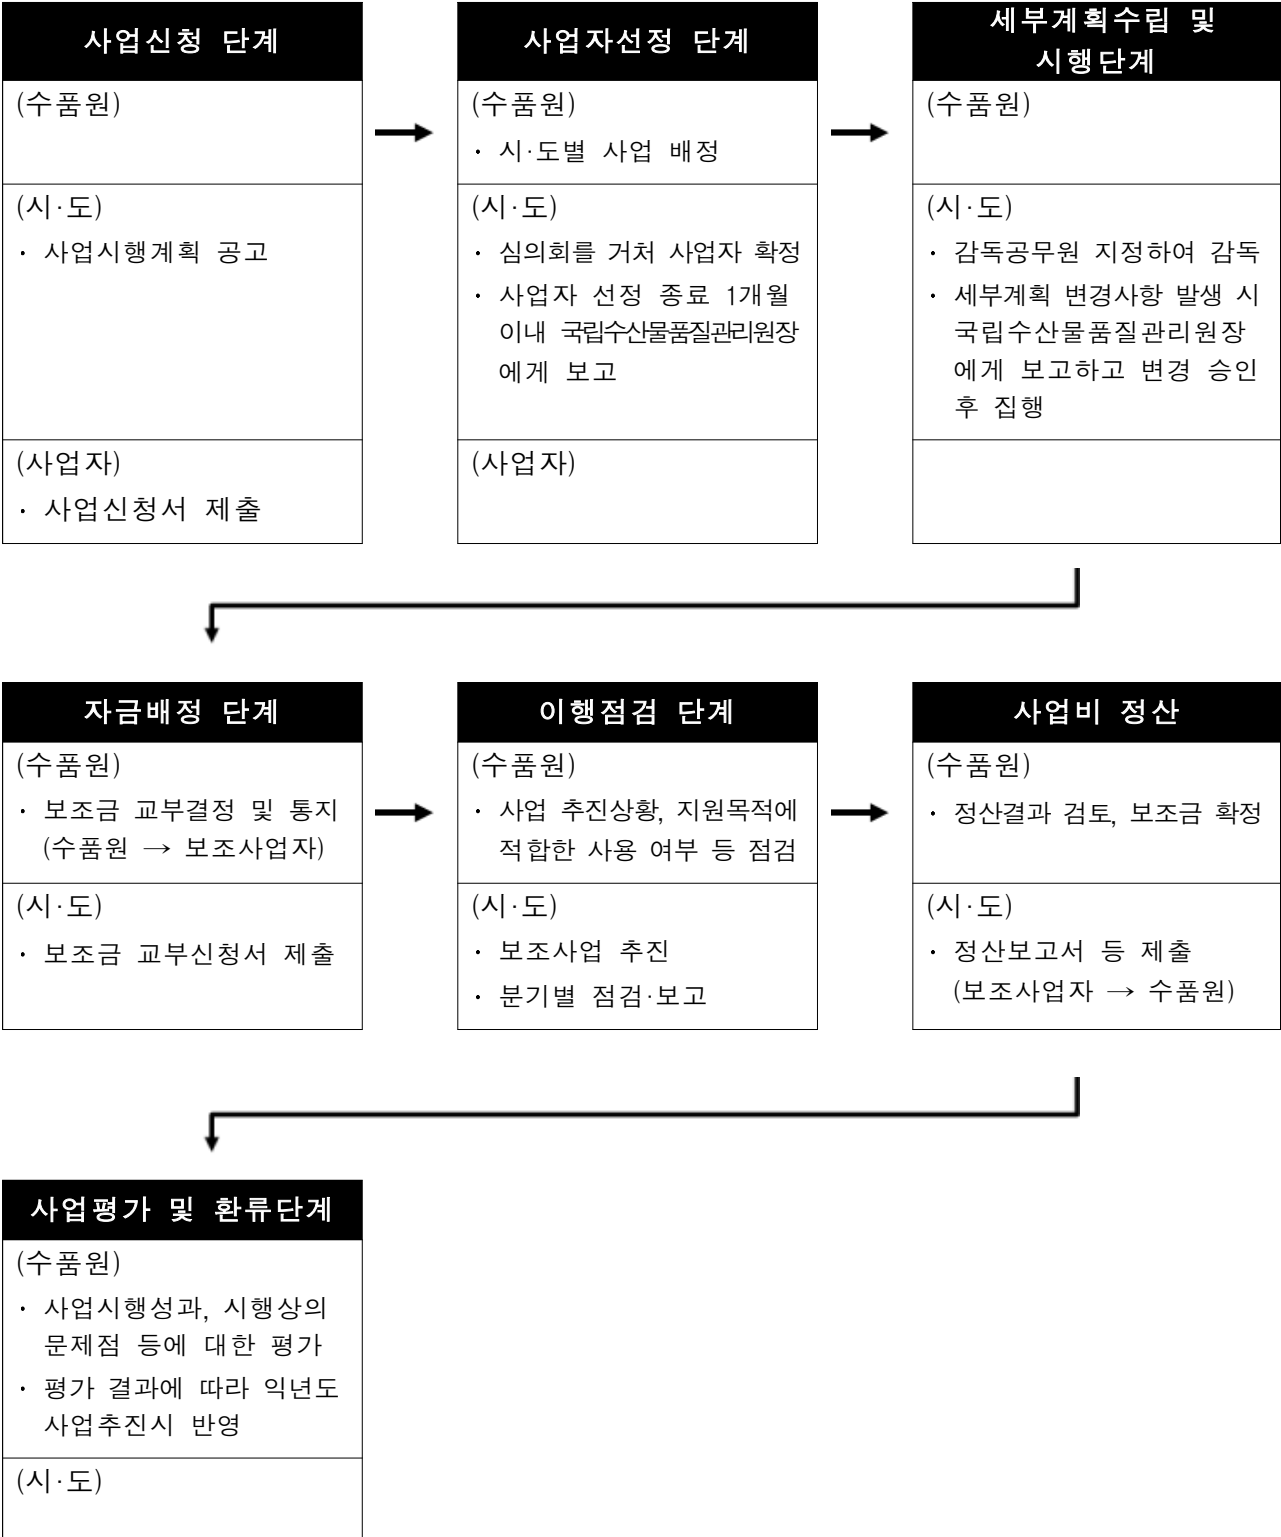 사업신청 단계
(수품원)
(시·도)
· 사업시행계획 공고
(사업자)
· 사업신청서 제출
사업자선정 단계
(수품원)
· 시·도별 사업 배정
(시·도)
· 심의회를 거처 사업자 확정
· 사업자 선정 종료 1개월
이내 국립수산물품질관리원장
에게 보고
(사업자)
세부계획수립 및
시행단계
(수품원)
(시·도)
· 감독공무원 지정하여 감독
· 세부계획 변경사항 발생 시
국립수산물품질관리원장
에게 보고하고 변경 승인
후 집행
자금배정 단계
(수품원)
· 보조금 교부결정 및 통지
(수품원 → 보조사업자)
(시·도)
· 보조금 교부신청서 제출
이행점검 단계
(수품원)
· 사업 추진상황, 지원목적에
적합한 사용 여부 등 점검
(시·도)
· 보조사업 추진
· 분기별 점검·보고
사업비 정산
(수품원)
· 정산결과 검토, 보조금 확정
(시·도)
· 정산보고서 등 제출
(보조사업자 → 수품원)
사업평가 및 환류단계
(수품원)
· 사업시행성과, 시행상의
문제점 등에 대한 평가
· 평가 결과에 따라 익년도
사업추진시 반영
(시·도)